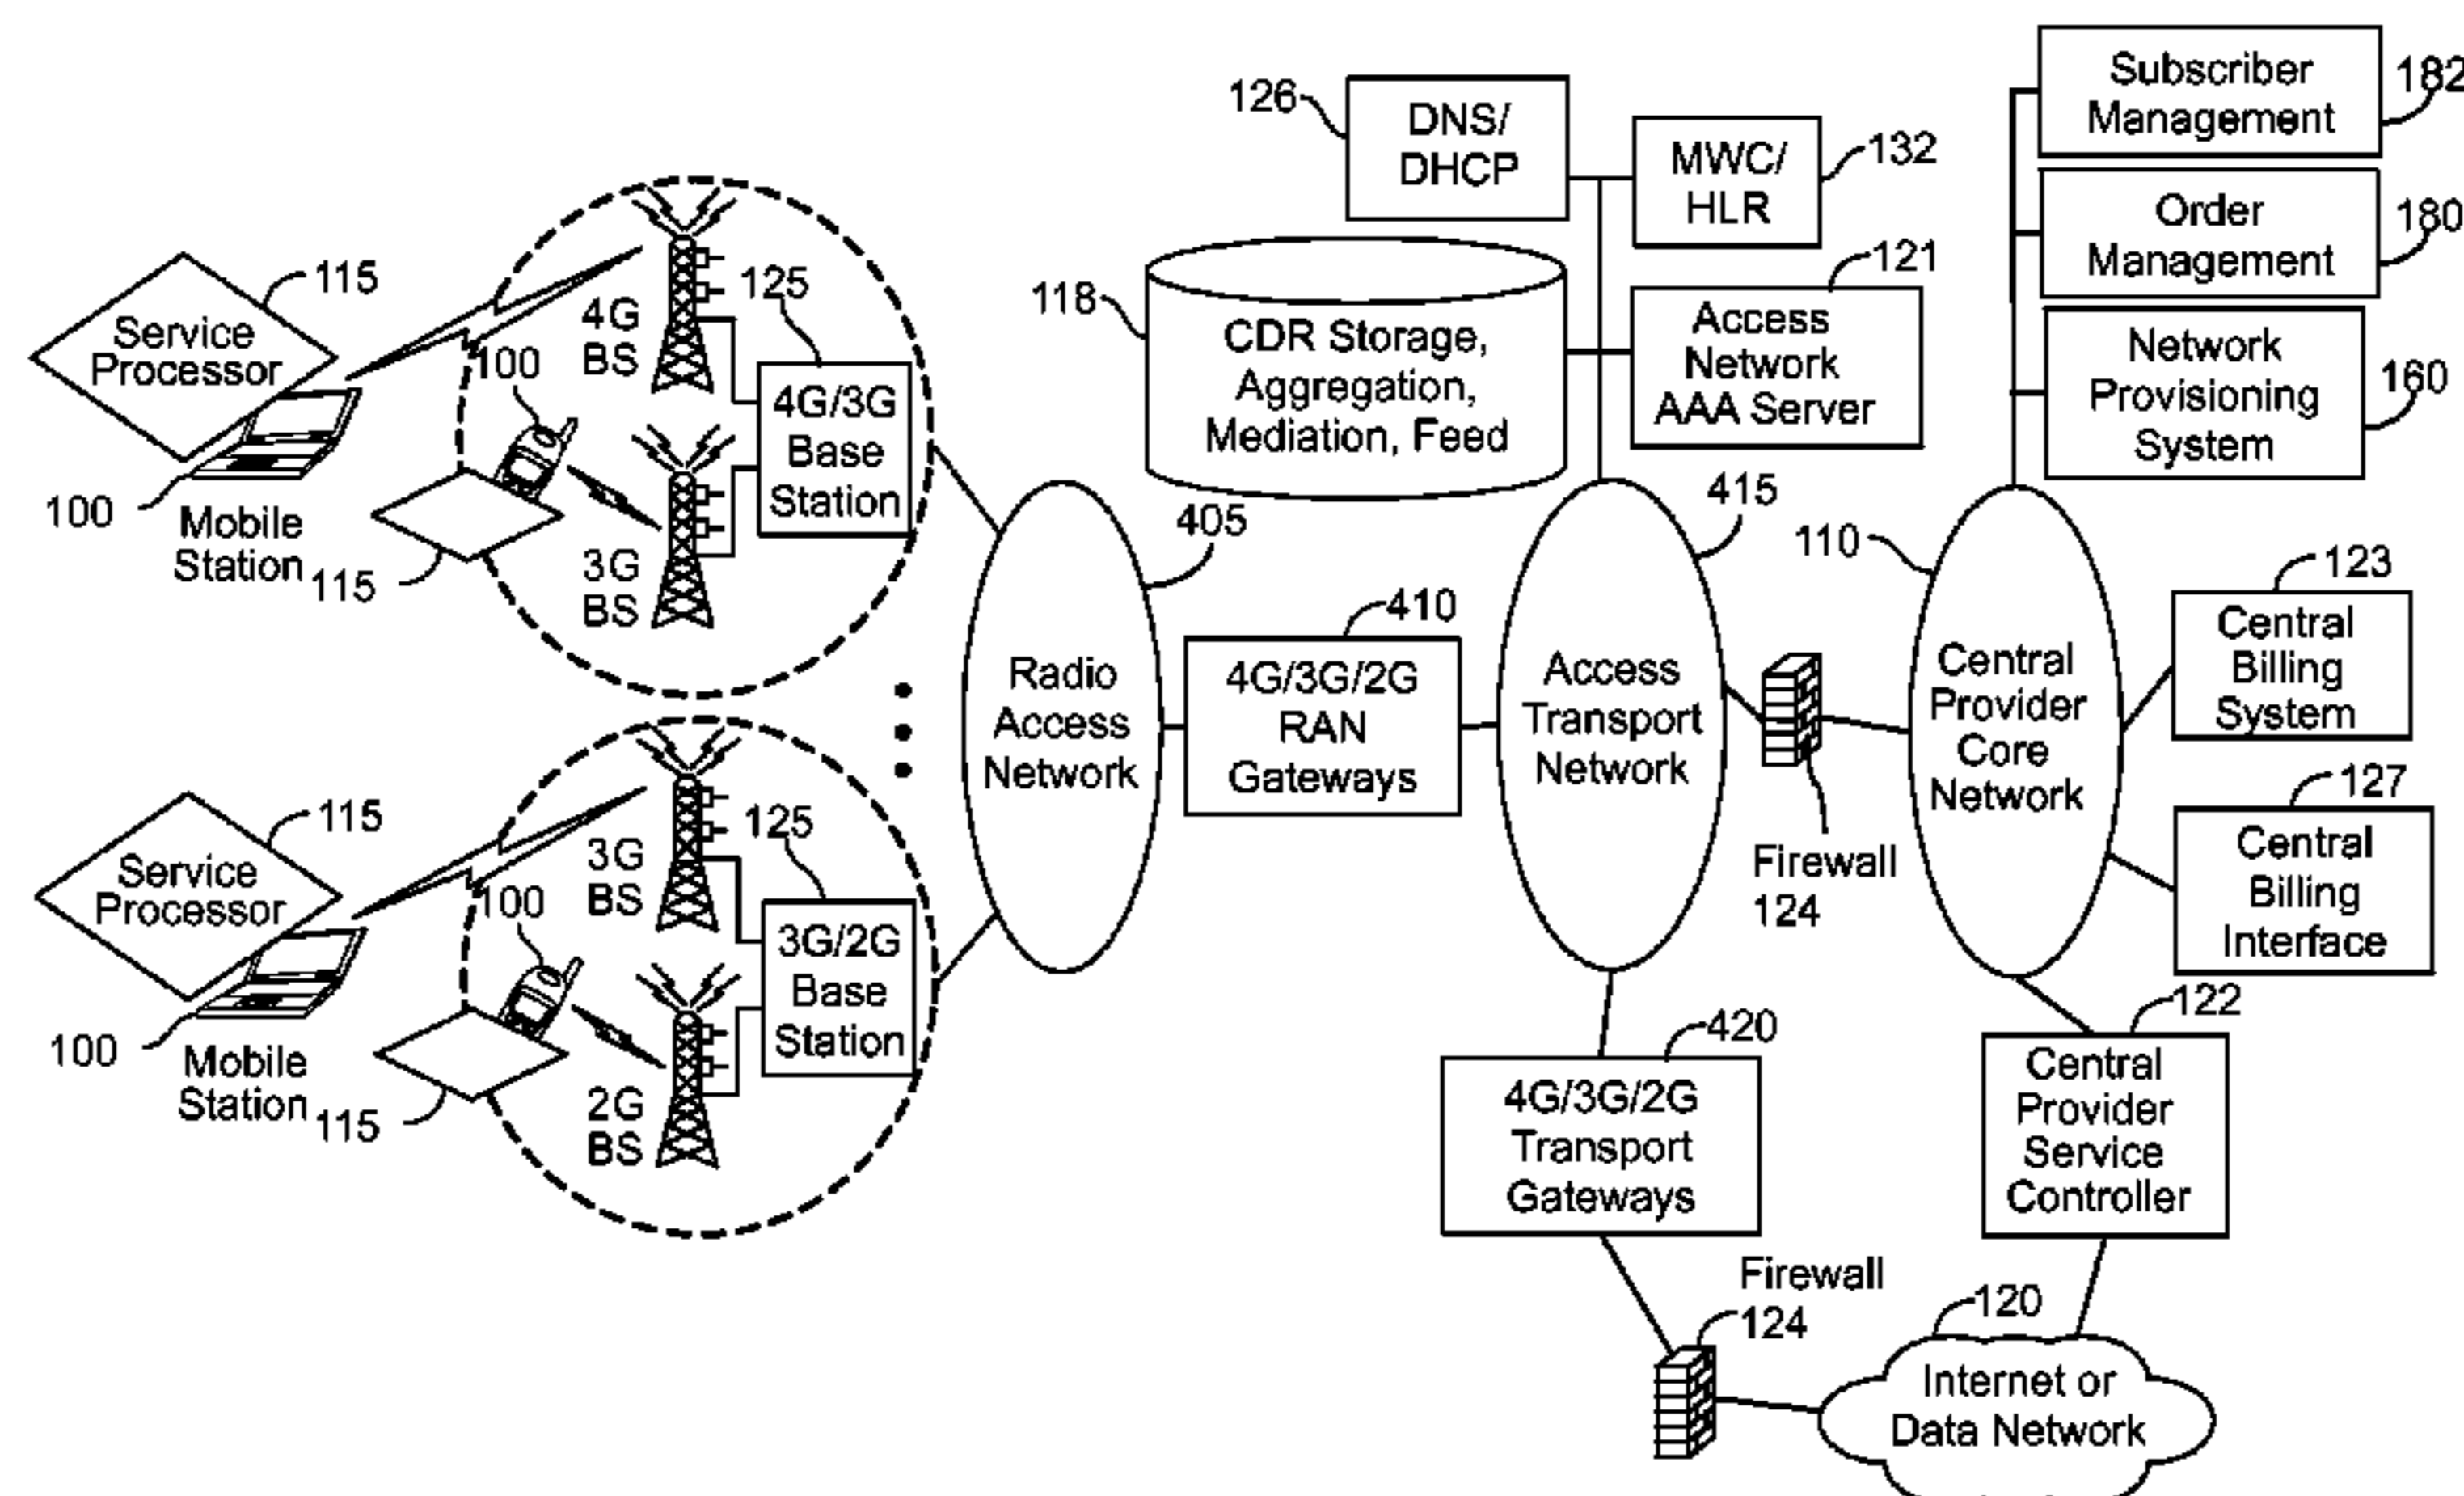 Subscriber
Management
182
Order
Management
180
Network
Provisioning
System
160
126
DNS/
DHCP
MWC/
HLR
132
118
CDR Storage,
Aggregation,
Mediation, Feed
121
Access
Network
AAA Server
115
Service
Processor
100
Mobile
Station
100
115
4G
BS
3G
BS
125
4G/3G
Base
Station
405
Radio
Access
Network
410
4G/3G/2G
RAN
Gateways
415
Access
Transport
Network
Firewall
124
110
Central
Provider
Core
Network
123
Central
Billing
System
127
Central
Billing
Interface
115
Service
Processor
100
Mobile
Station
100
115
3G
BS
2G
BS
125
3G/2G
Base
Station
420
4G/3G/2G
Transport
Gateways
122
Central
Provider
Service
Controller
Firewall
124
120
Internet or
Data Network